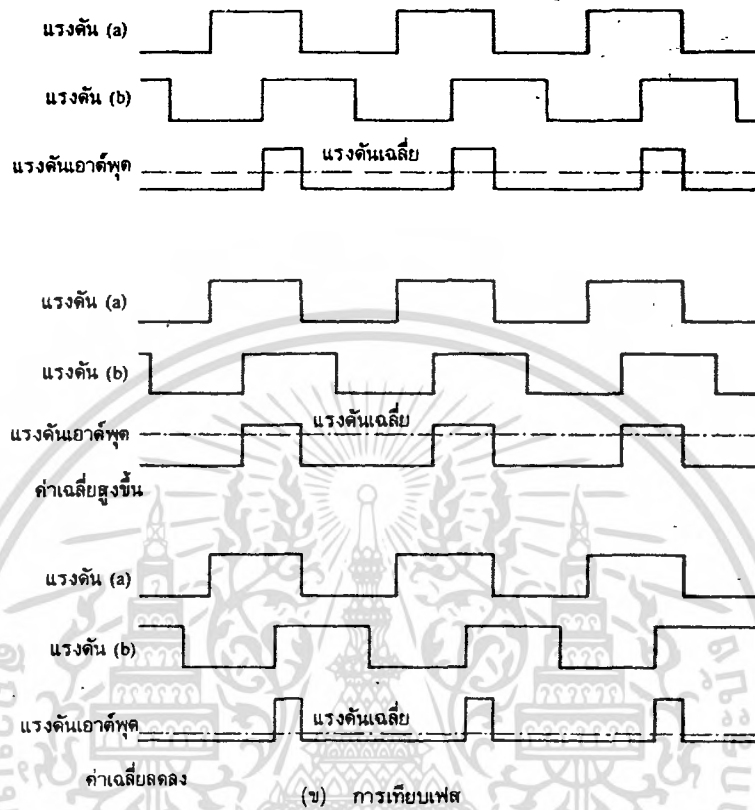 แรงดัน (a)
แรงดัน (b)
แรงดันเฉลี่ย
แรงดันเอาต์พุต
แรงดัน (a)
แรงดัน (b)
แรงดันเฉลี่ย
แรงดันเอาต์พุต
ค่าเฉลี่ยสูงขึ้น
แรงดัน (a)
แรงดัน (b)
แรงดันเฉลี่ย
แรงดันเอาต์พุต
ค่าเฉลี่ยลดลง
(ข) การเทียบเฟส